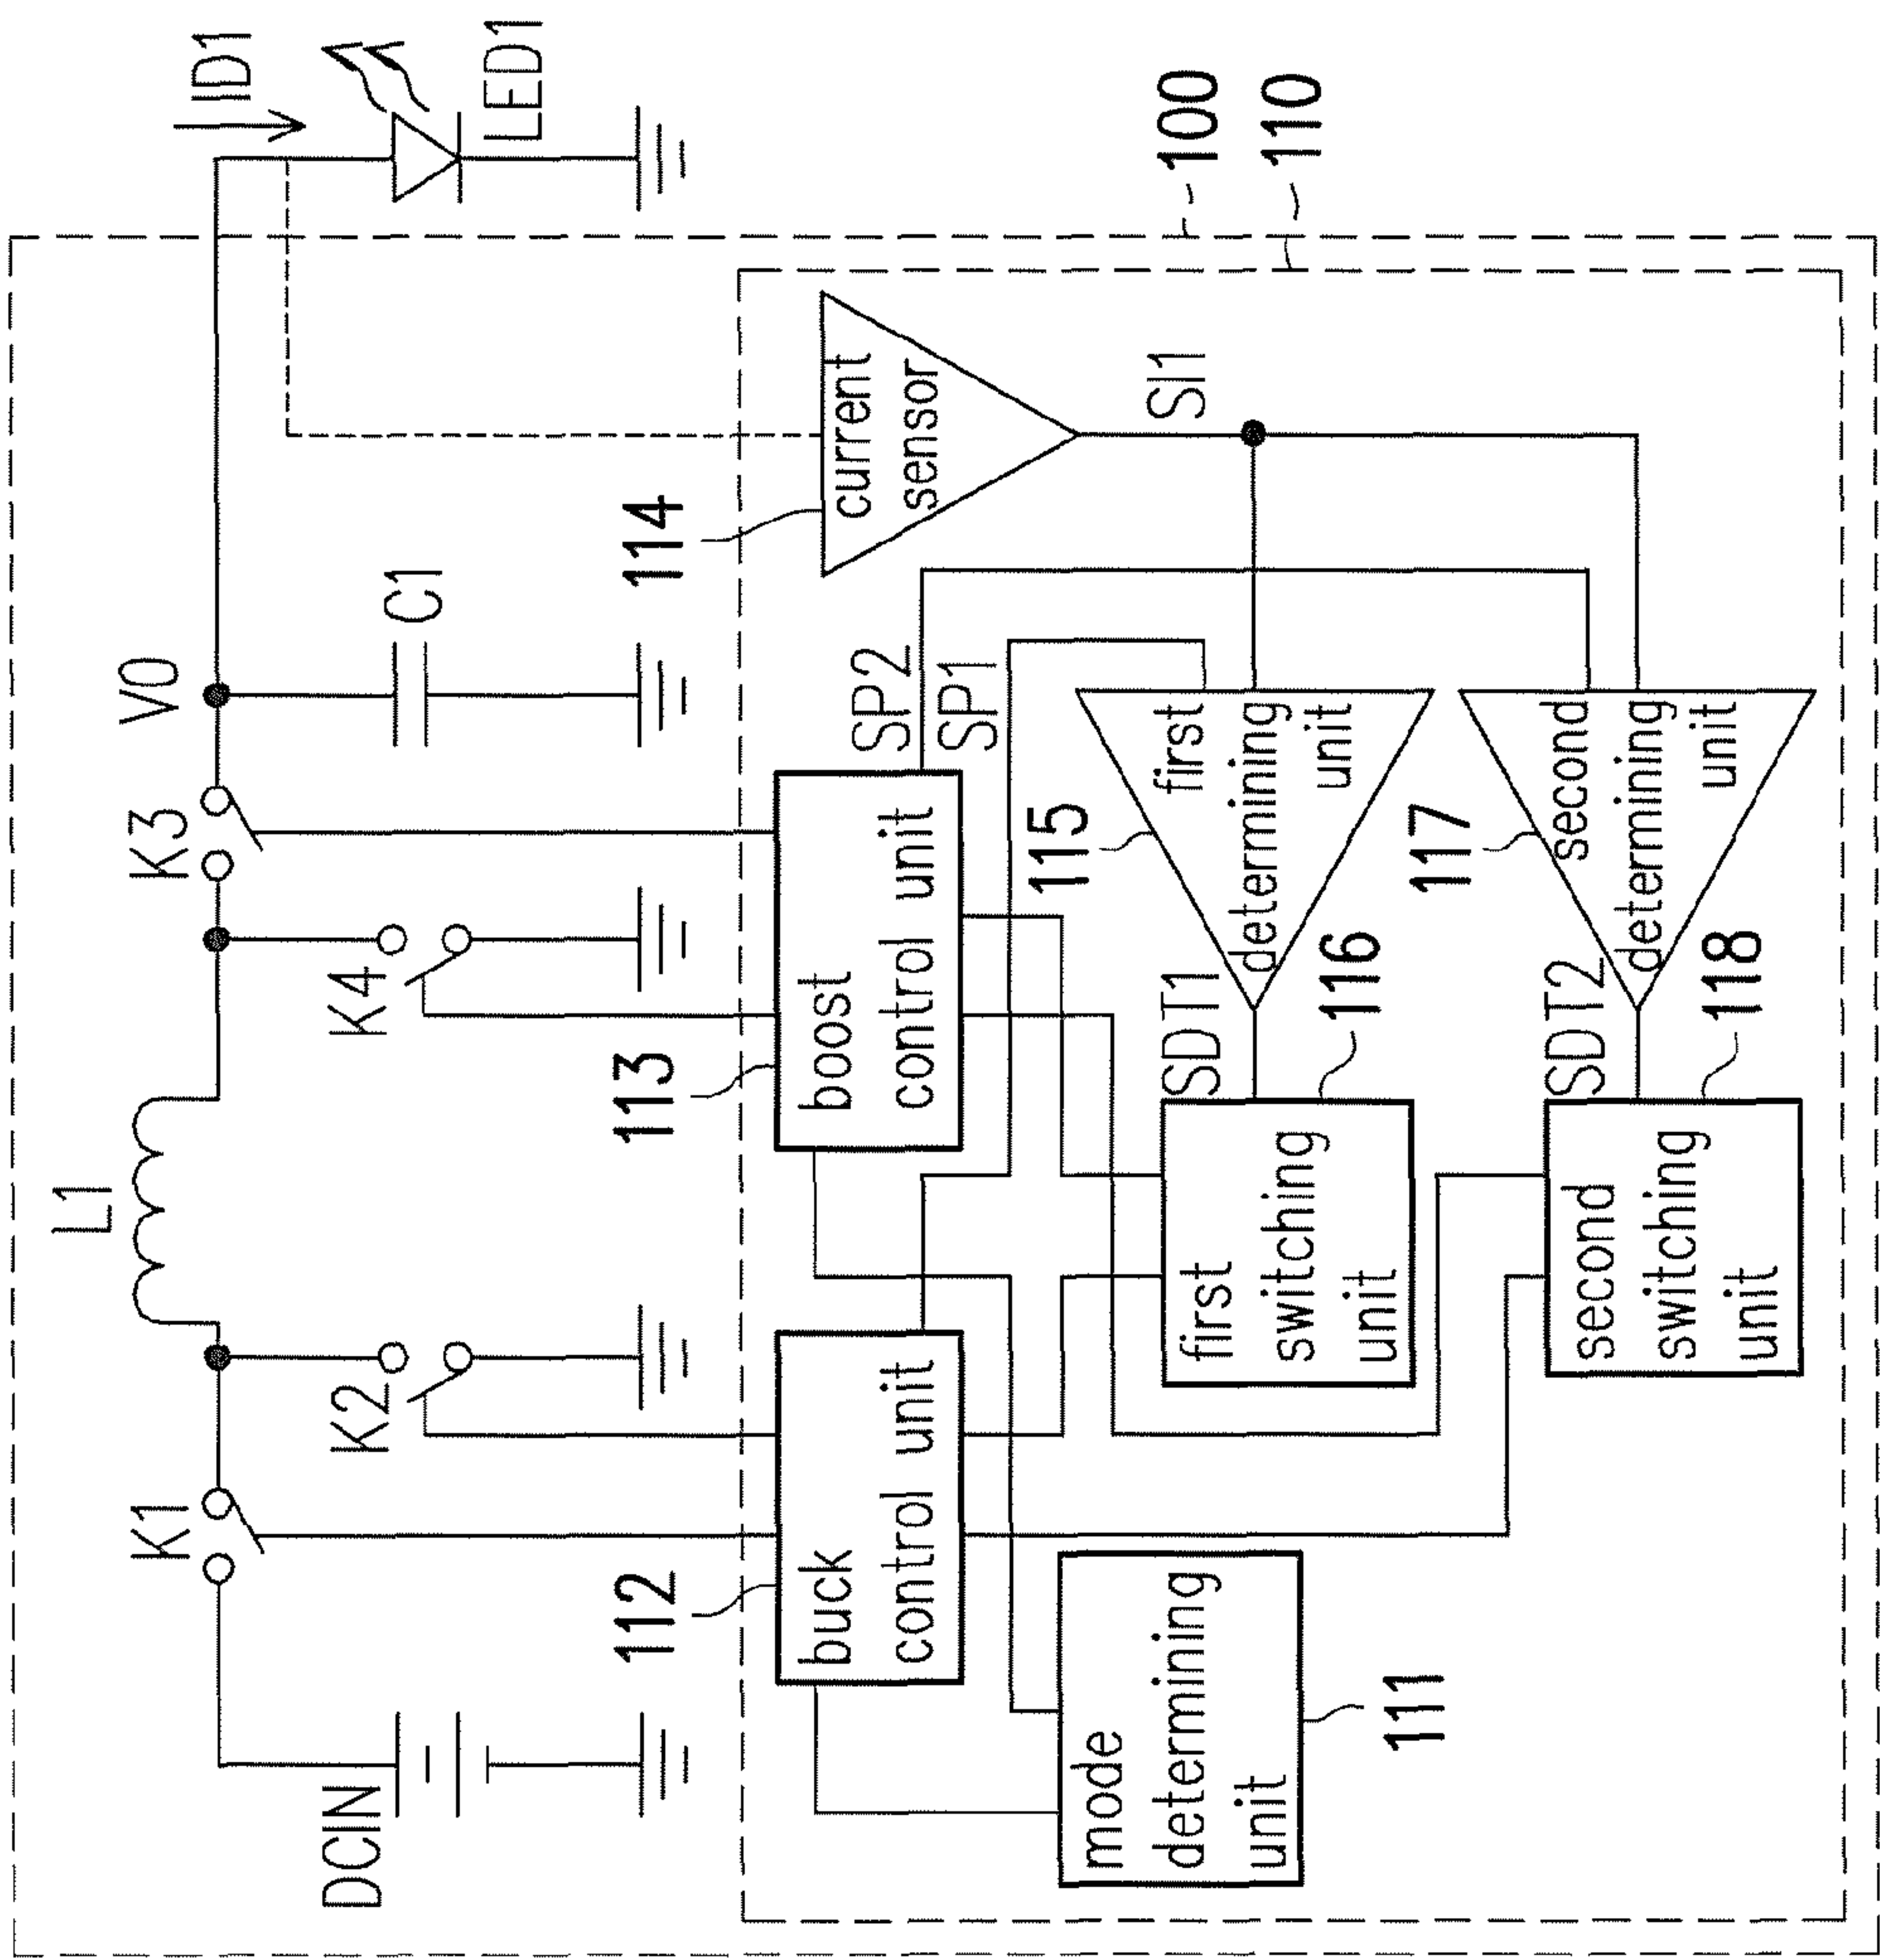 L1
K1
K3
V0
ID1
DCIN
K2
K4
C1
LED1
112
113
114
buck
control unit
boost
control unit
SP2
SP1
current
sensor
mode
determining
unit
111
first
switching
unit
116
SDT1
115
first
determining
unit
SI1
100
110
second
switching
unit
118
SDT2
117
second
determining
unit